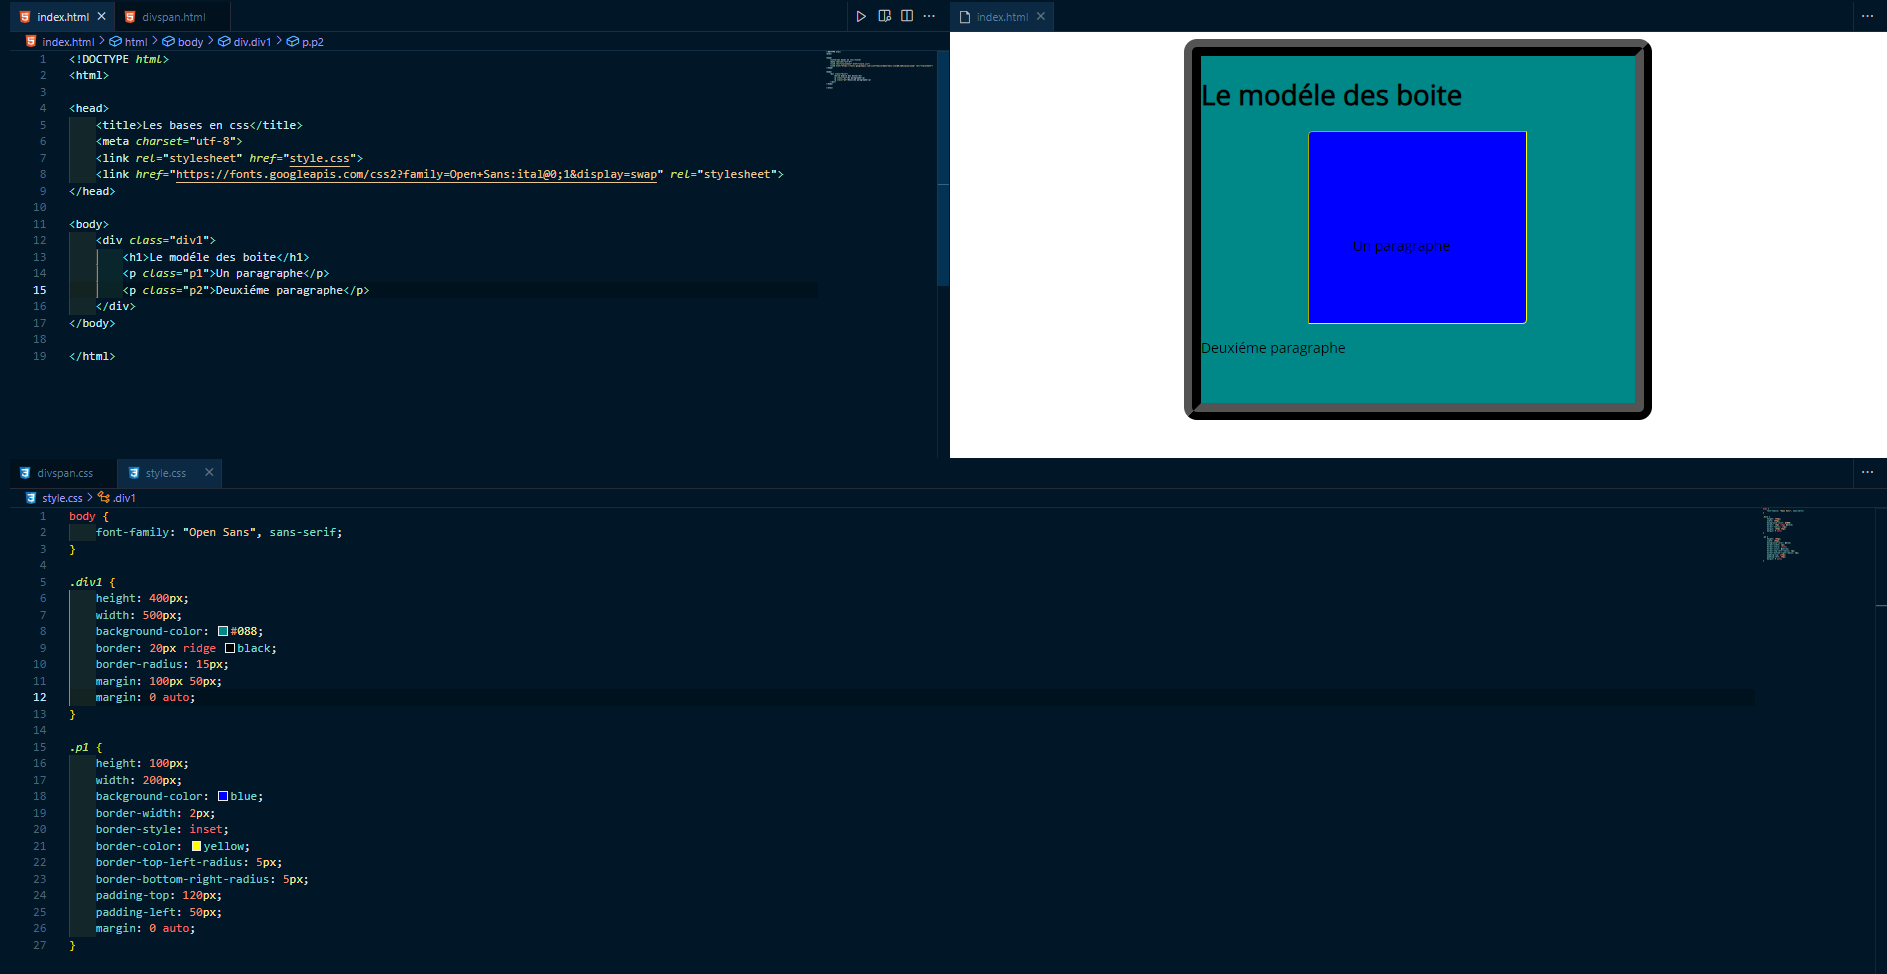 index.html
divspan.html
index.html > html > body > div.div1 > p.p2
1 <!DOCTYPE html>
2 <html>
3
4 <head>
5 <title>Les bases en css</title>
6 <meta charset="utf-8">
7 <link rel="stylesheet" href="style.css">
8 <link href="https://fonts.googleapis.com/css2?family=Open+Sans:ital@0;1&display=swap" rel="stylesheet">
9 </head>
10
11 <body>
12 <div class="div1">
13 <h1>Le modéle des boite</h1>
14 <p class="p1">Un paragraphe</p>
15 <p class="p2">Deuxiéme paragraphe</p>
16 </div>
17 </body>
18
19 </html>
index.html
Le modéle des boite
Un paragraphe
Deuxiéme paragraphe
divspan.css
style.css
style.css > .div1
1 body {
2 font-family: "Open Sans", sans-serif;
3 }
4
5 .div1 {
6 height: 400px;
7 width: 500px;
8 background-color: #088;
9 border: 20px ridge black;
10 border-radius: 15px;
11 margin: 100px 50px;
12 margin: 0 auto;
13 }
14
15 .p1 {
16 height: 100px;
17 width: 200px;
18 background-color: blue;
19 border-width: 2px;
20 border-style: inset;
21 border-color: yellow;
22 border-top-left-radius: 5px;
23 border-bottom-right-radius: 5px;
24 padding-top: 120px;
25 padding-left: 50px;
26 margin: 0 auto;
27 }